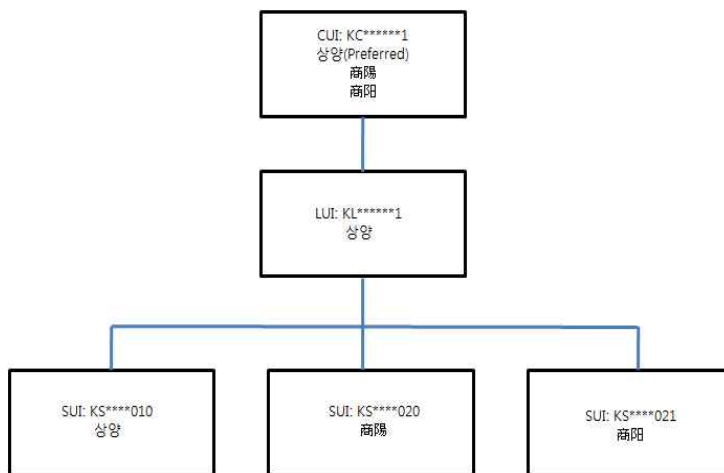 CUI: KC******1
상양(Preferred)
商陽
商阳
LUI: KL******1
상양
SUI: KS****010
상양
SUI: KS****020
商陽
SUI: KS****021
商阳